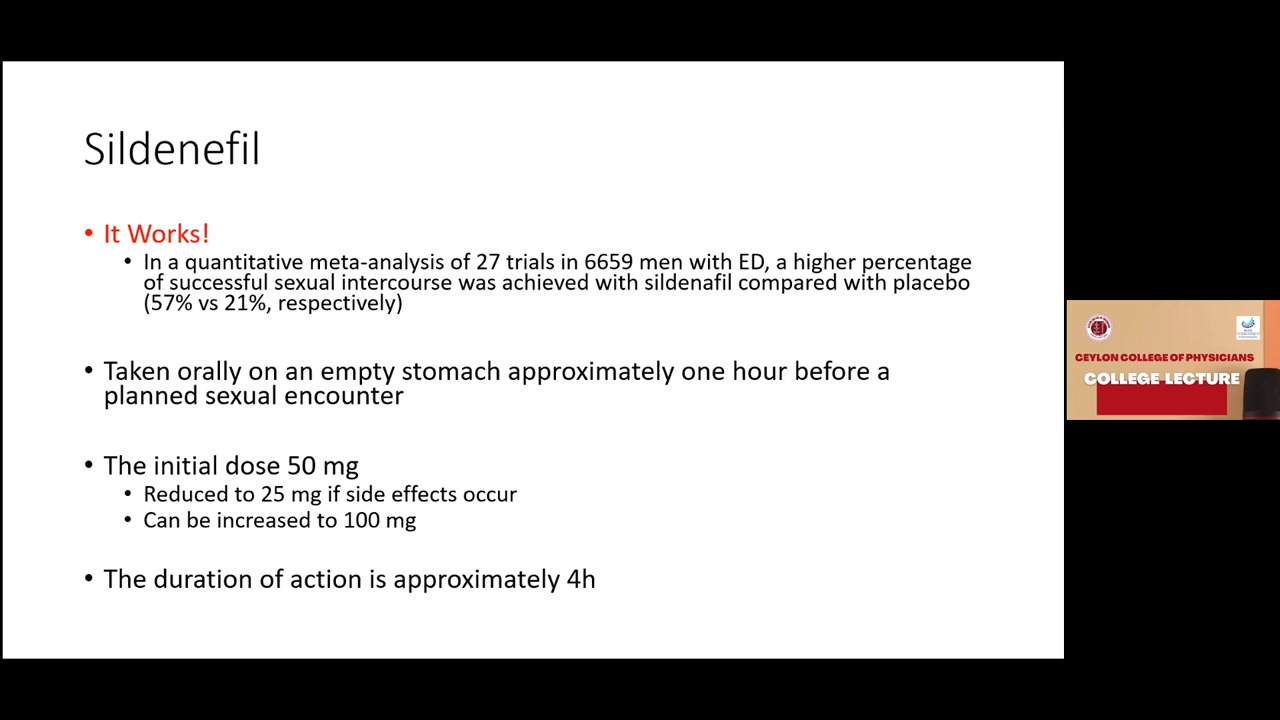 Sildenefil
• It Works!
• In a quantitative meta-analysis of 27 trials in 6659 men with ED, a higher percentage
of successful sexual intercourse was achieved with sildenafil compared with placebo
(57% vs 21%, respectively)
• Taken orally on an empty stomach approximately one hour before a
planned sexual encounter
• The initial dose 50 mg
• Reduced to 25 mg if side effects occur
• Can be increased to 100 mg
• The duration of action is approximately 4h
CEYLON COLLEGE OF PHYSICIANS
COLLEGE LECTURE